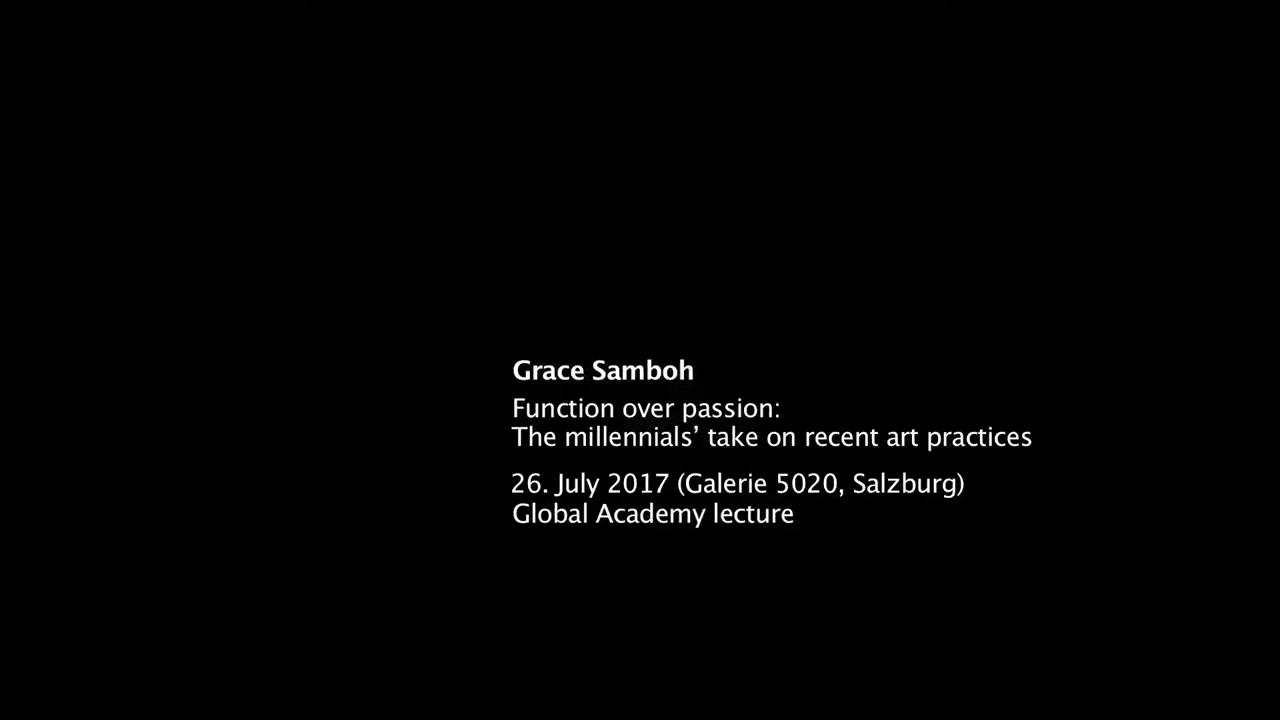 Grace Samboh
Function over passion:
The millennials’ take on recent art practices
26. July 2017 (Galerie 5020, Salzburg)
Global Academy lecture